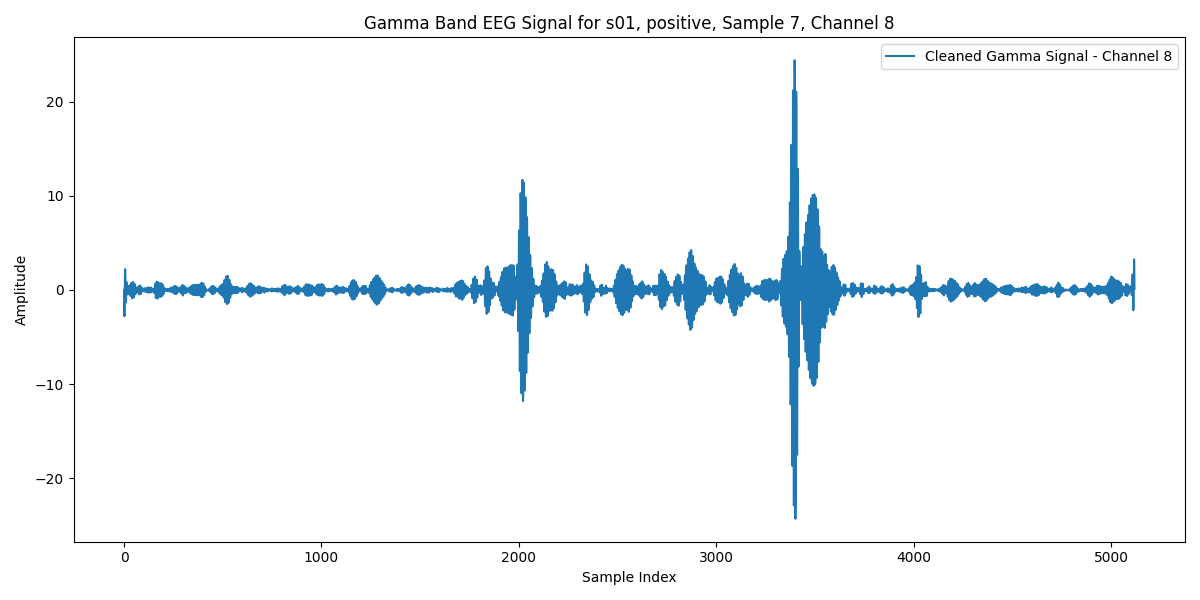 Gamma Band EEG Signal for s01, positive, Sample 7, Channel 8
Cleaned Gamma Signal - Channel 8
Amplitude
20
10
0
−10
−20
0 1000 2000 3000 4000 5000
Sample Index